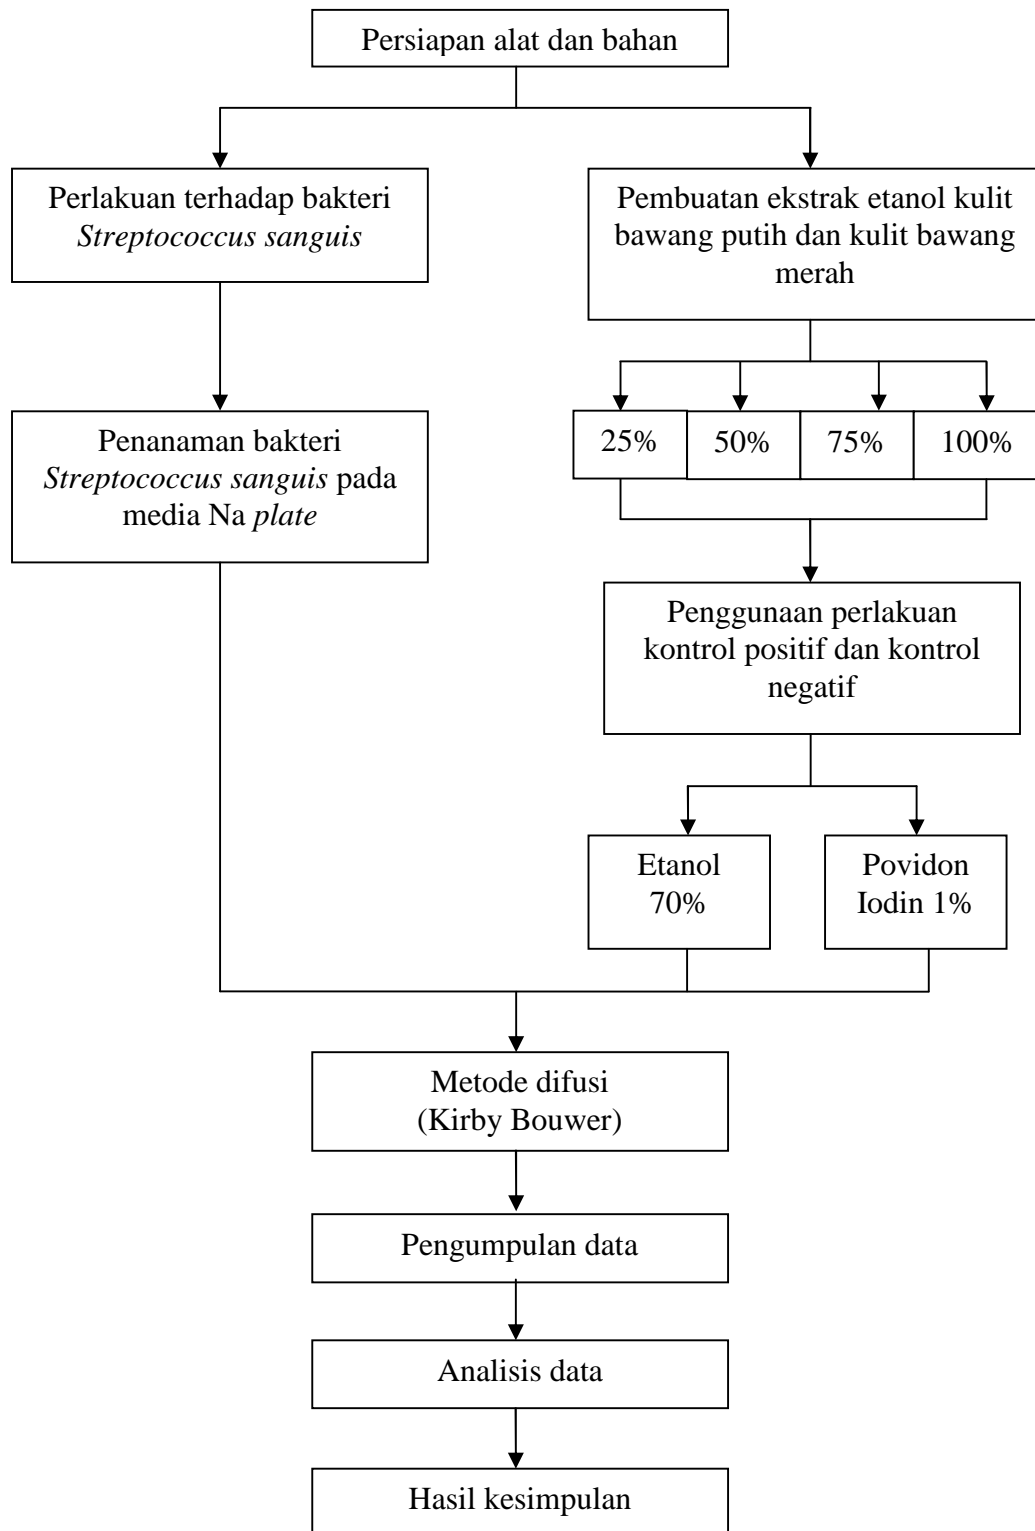 Persiapan alat dan bahan
Perlakuan terhadap bakteri
Streptococcus sanguis
Pembuatan ekstrak etanol kulit
bawang putih dan kulit bawang
merah
Penanaman bakteri
Streptococcus sanguis pada
media Na plate
25%
50%
75%
100%
Penggunaan perlakuan
kontrol positif dan kontrol
negatif
Etanol
70%
Povidon
Iodin 1%
Metode difusi
(Kirby Bouwer)
Pengumpulan data
Analisis data
Hasil kesimpulan